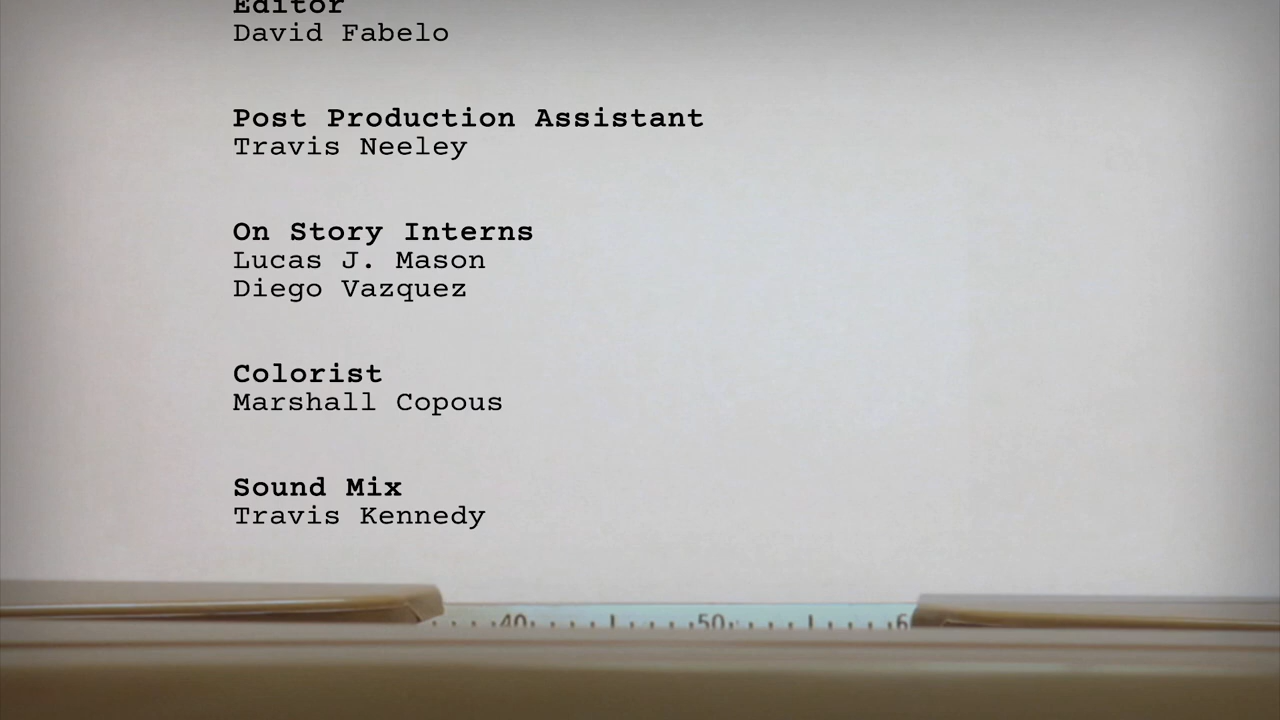 Editor
David Fabelo
Post Production Assistant
Travis Neeley
On Story Interns
Lucas J. Mason
Diego Vazquez
Colorist
Marshall Copous
Sound Mix
Travis Kennedy
40 50 6